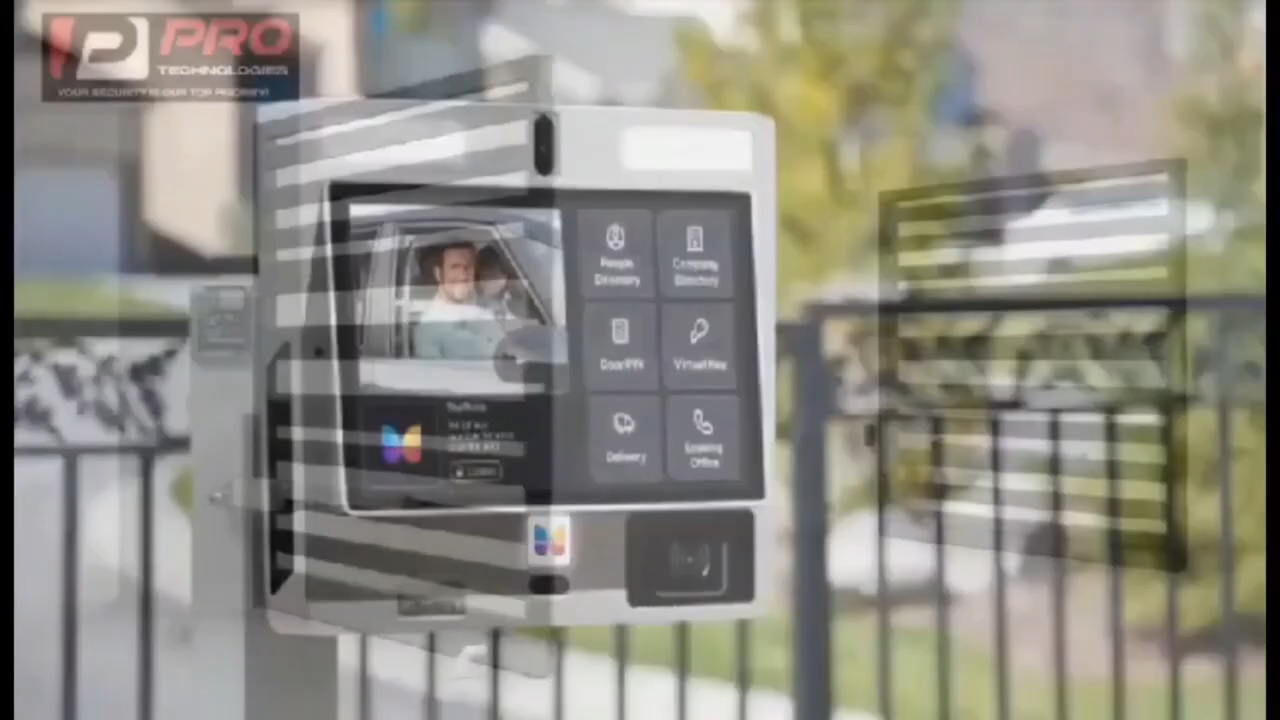 PRO
TECHNOLOGIES
YOUR SECURITY IS OUR TOP PRIORITY!
People
Directory
Company
Directory
Door PIN
Virtual Key
Delivery
Leasing
Office